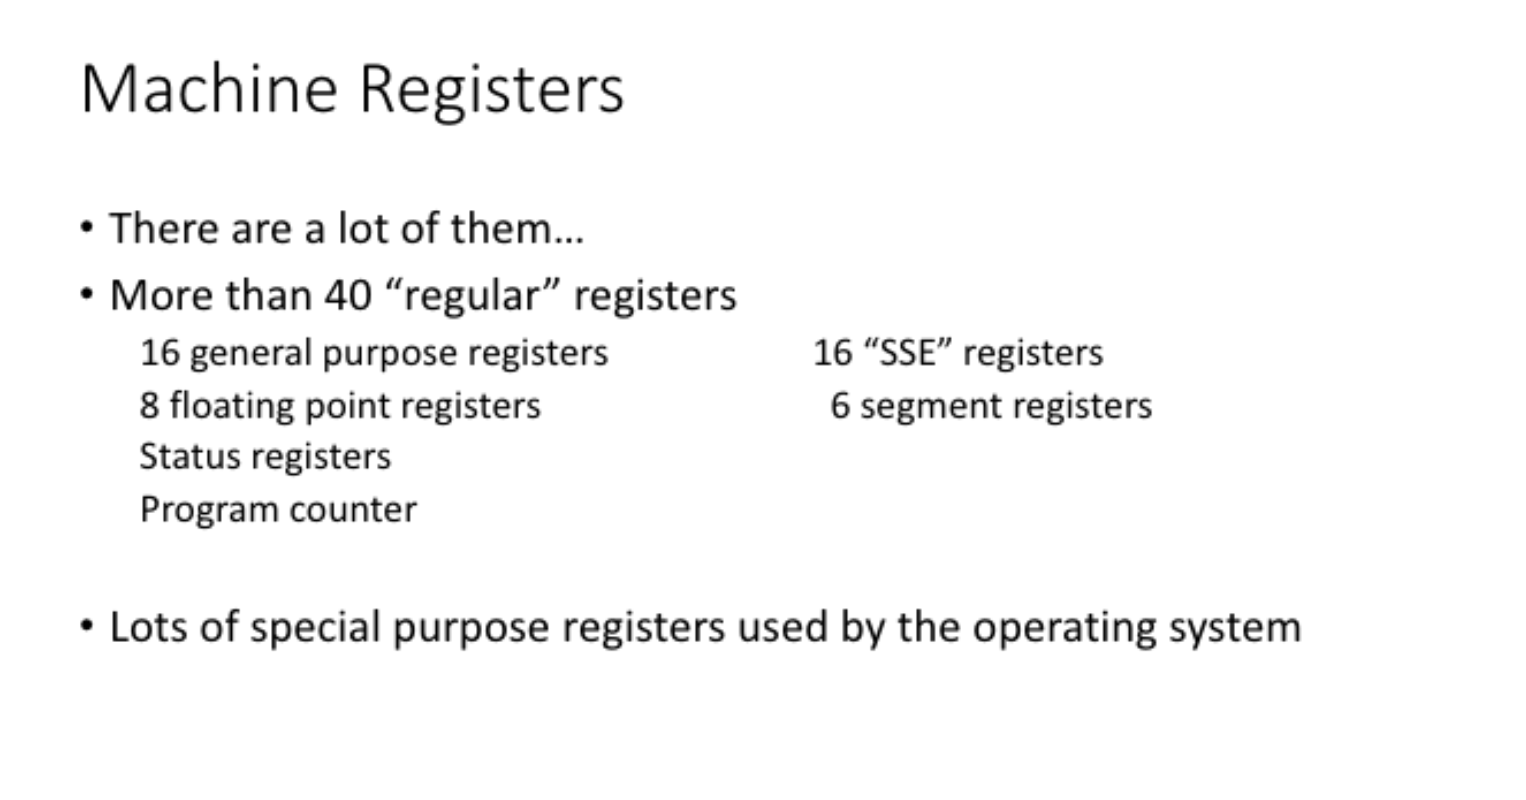 Machine Registers
• There are a lot of them…
• More than 40 “regular” registers
16 general purpose registers 16 “SSE” registers
8 floating point registers 6 segment registers
Status registers
Program counter
• Lots of special purpose registers used by the operating system